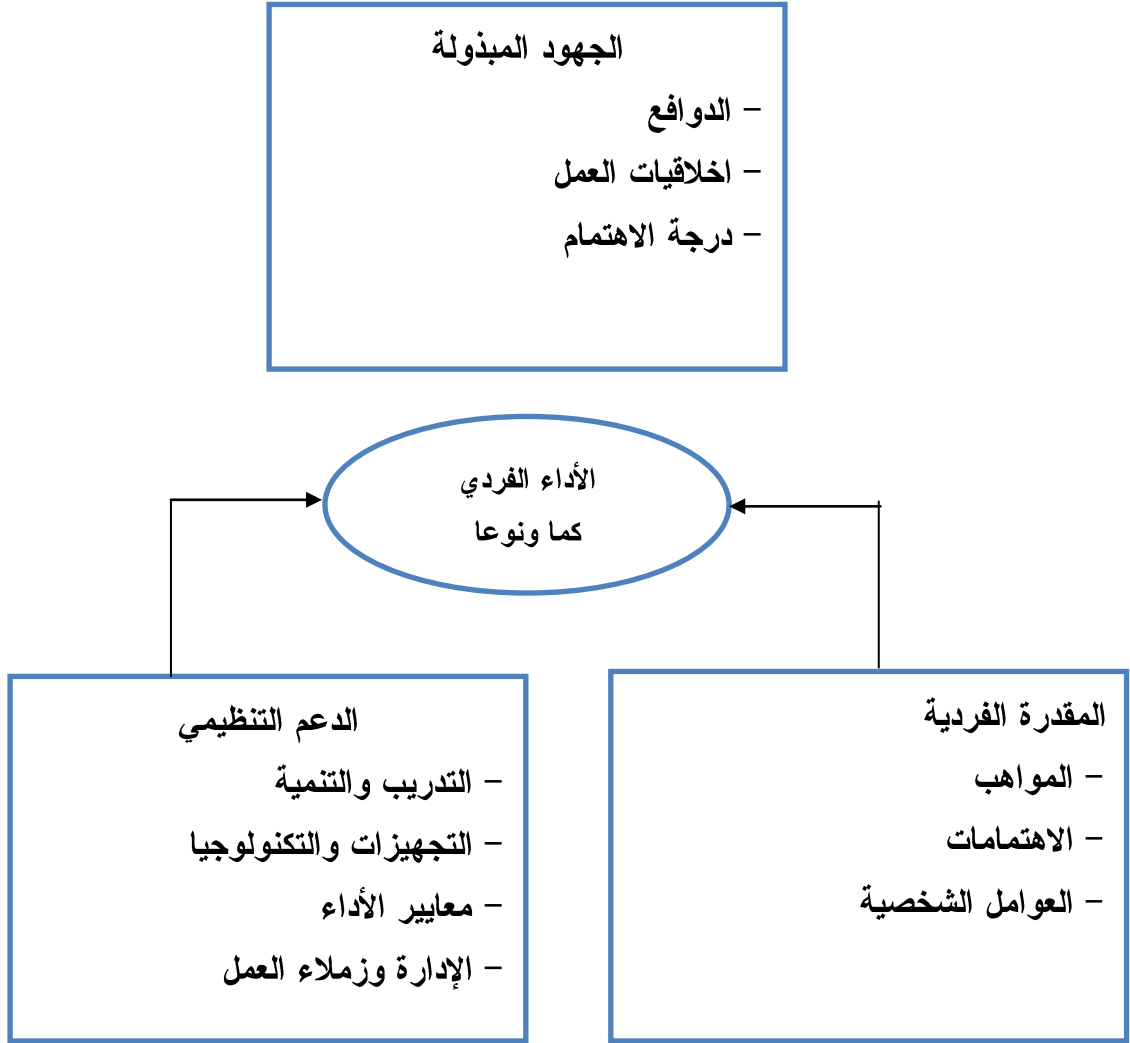 الجهود المبذولة
- الدوافع
- اخلاقيات العمل
- درجة الاهتمام
الأداء الفردي
كما ونوعا
المقدرة الفردية
- المواهب
- الاهتمامات
- العوامل الشخصية
الدعم التنظيمي
- التدريب والتنمية
- التجهيزات والتكنولوجيا
- معايير الأداء
- الإدارة وزملاء العمل